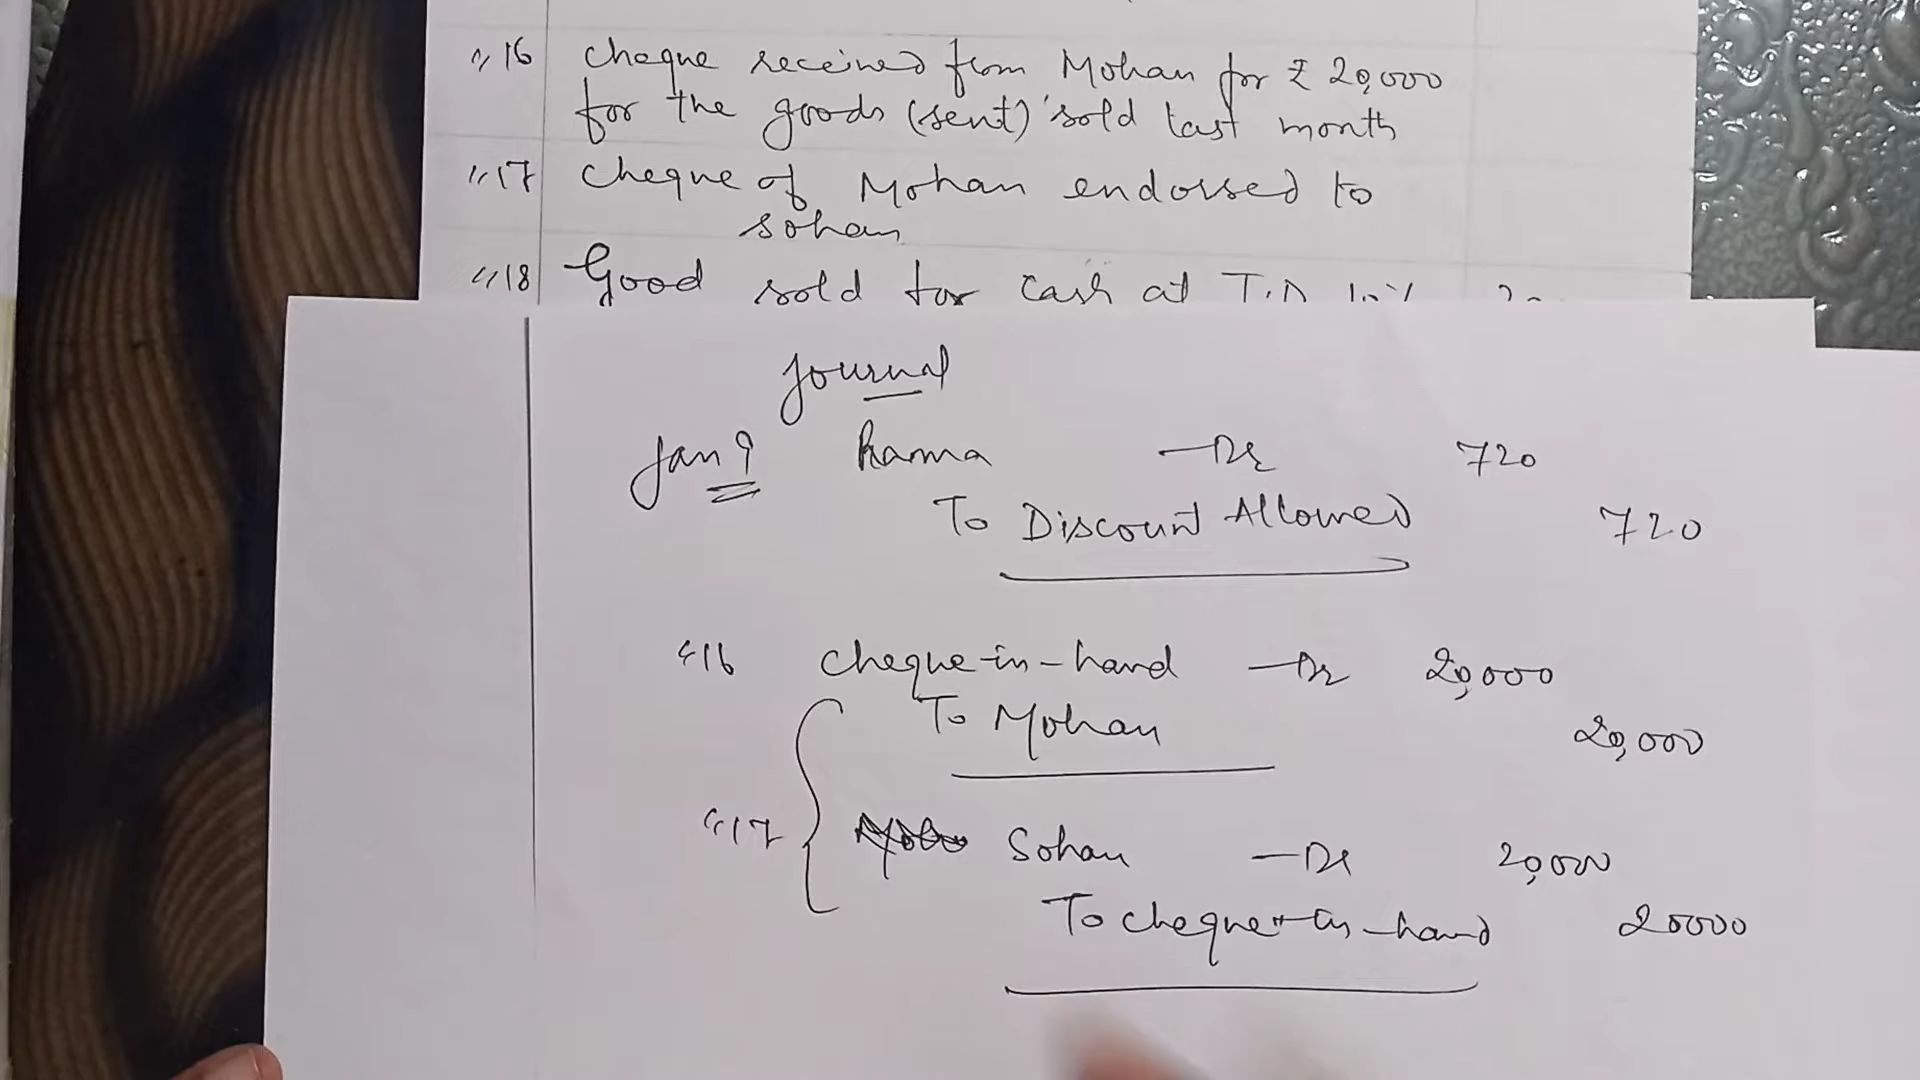 〃16 Cheque received from Mohan for ₹ 20,000
for the goods (sent) sold last month
〃17 Cheque of Mohan endorsed to
Sohan
〃18 Good sold for cash at T.D 10%
Journal
Jan 9 Rama —Dr 720
To Discount Allowed 720
〃16 Cheque-in-hand —Dr 20,000
To Mohan 20,000
〃17 Sohan —Dr 20,000
To Cheque-in-hand 20000